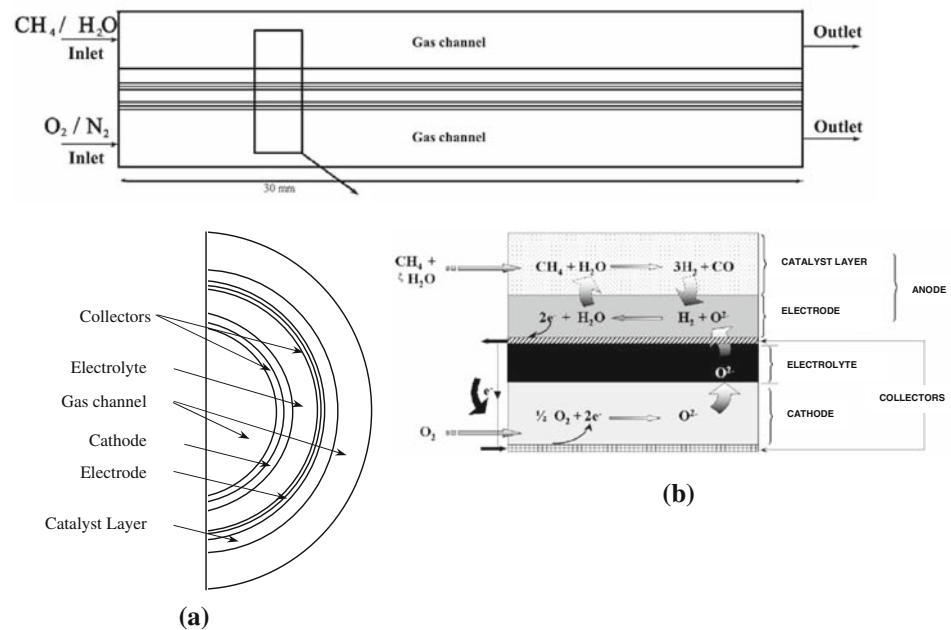 CH4 / H2O
Inlet
Gas channel
Outlet
O2 / N2
Inlet
Gas channel
Outlet
30 mm
Collectors
Electrolyte
Gas channel
Cathode
Electrode
Catalyst Layer
(a)
CH4 +
ζ H2O
CH4 + H2O
3H2 + CO
2e- + H2O
H2 + O2-
O2-
e-
O2
½ O2 + 2e-
O2-
CATALYST LAYER
ANODE
ELECTRODE
ELECTROLYTE
COLLECTORS
CATHODE
(b)